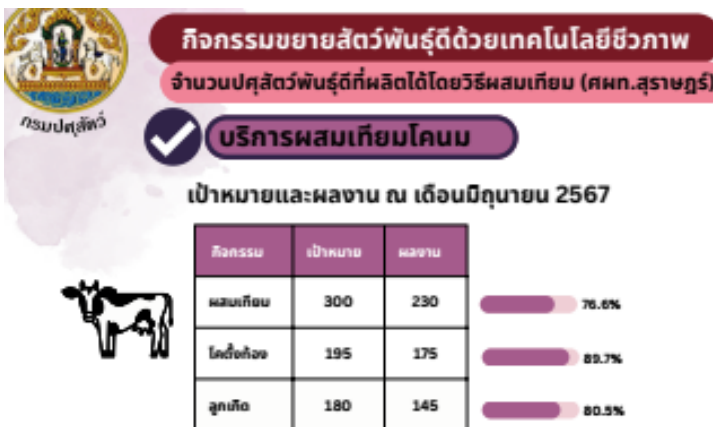 กิจกรรมขยายสัตว์พันธุ์ดีด้วยเทคโนโลยีชีวภาพ
จำนวนปศุสัตว์พันธุ์ดีที่ผลิตได้โดยวิธีผสมเทียม (ศผท.สุราษฎร์)
กรมปศุสัตว์
บริการผสมเทียมโคนม
เป้าหมายและผลงาน ณ เดือนมิถุนายน 2567
กิจกรรม เป้าหมาย ผลงาน
ผสมเทียม 300 230 76.6%
โคตั้งท้อง 195 175 89.7%
ลูกเกิด 180 145 80.5%